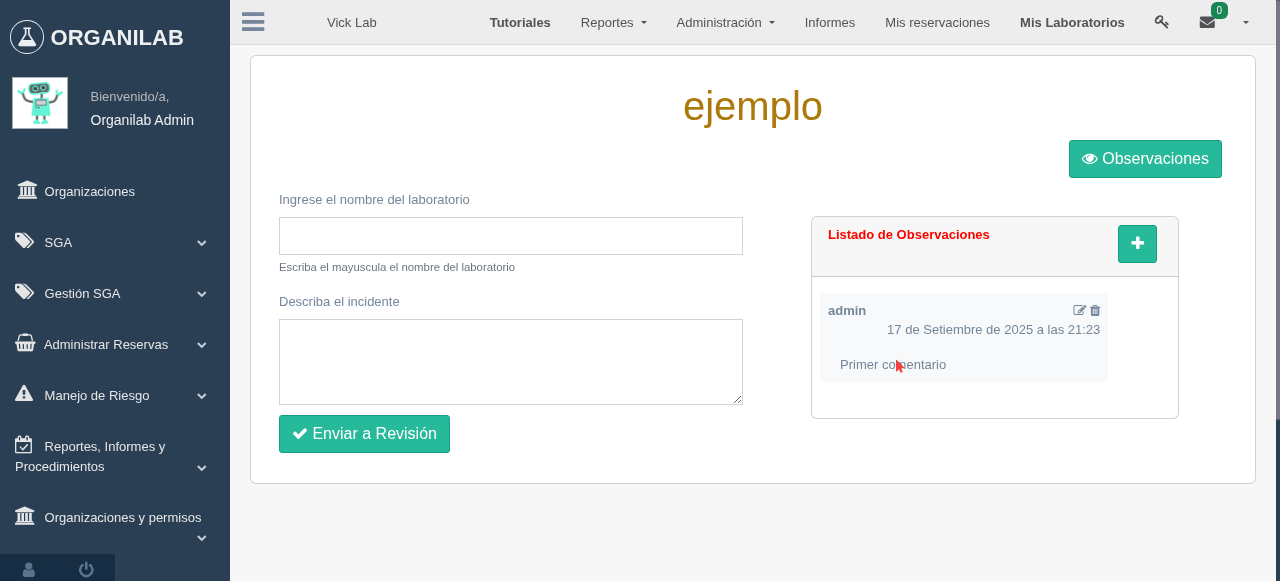 ORGANILAB
Bienvenido/a,
Organilab Admin
Organizaciones
SGA
Gestión SGA
Administrar Reservas
Manejo de Riesgo
Reportes, Informes y
Procedimientos
Organizaciones y permisos
Vick Lab
Tutoriales
Reportes
Administración
Informes
Mis reservaciones
Mis Laboratorios
0
ejemplo
Observaciones
Ingrese el nombre del laboratorio
Escriba el mayuscula el nombre del laboratorio
Describa el incidente
Enviar a Revisión
Listado de Observaciones
admin
17 de Setiembre de 2025 a las 21:23
Primer comentario